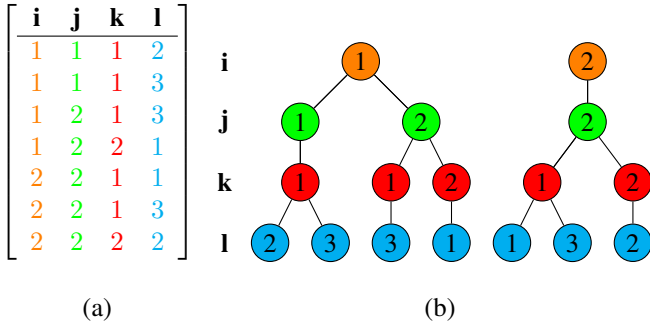 i j k l
1 1 1 2
1 1 1 3
1 2 1 3
1 2 2 1
2 2 1 1
2 2 1 3
2 2 2 2
(a)
i 1 2
j 1 2 2
k 1 1 2 1 2
l 2 3 3 1 1 3 2
(b)